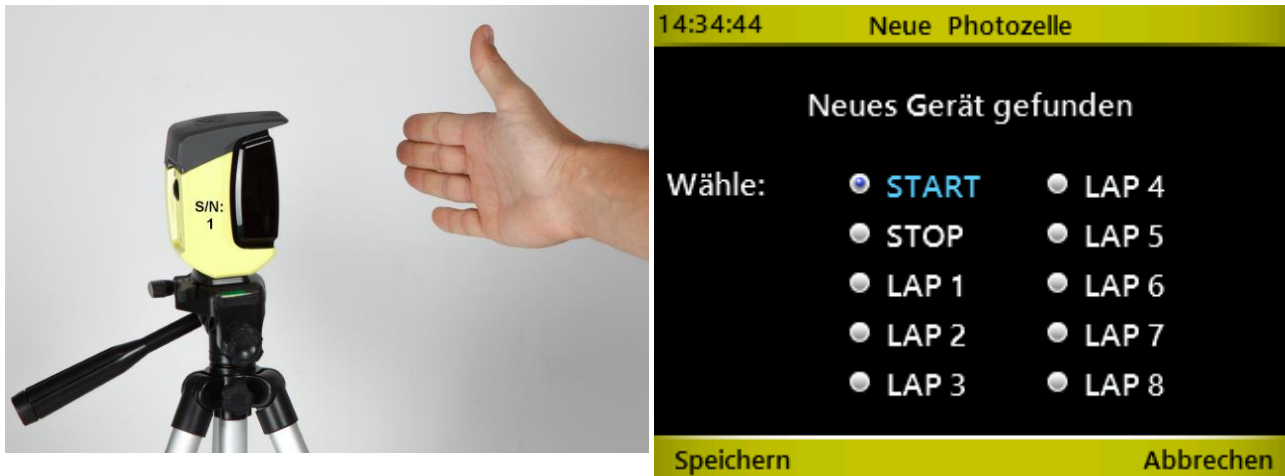 S/N:
1
14:34:44 Neue Photozelle
Neues Gerät gefunden
Wähle: START LAP 4
STOP LAP 5
LAP 1 LAP 6
LAP 2 LAP 7
LAP 3 LAP 8
Speichern Abbrechen